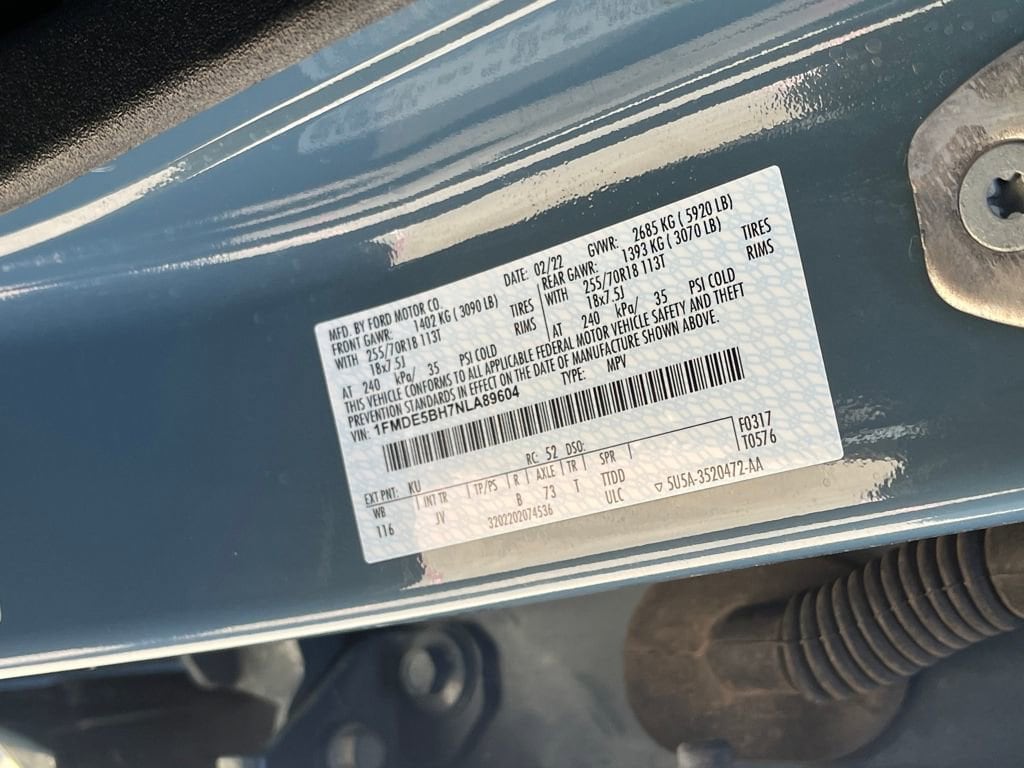 MFD. BY FORD MOTOR CO. DATE: 02/22 GVWR: 2685 KG ( 5920 LB)
FRONT GAWR: 1402 KG ( 3090 LB) REAR GAWR: 1393 KG ( 3070 LB)
WITH 255/70R18 113T TIRES WITH 255/70R18 113T TIRES
18x7.5J RIMS 18x7.5J RIMS
AT 240 kPa/ 35 PSI COLD AT 240 kPa/ 35 PSI COLD
THIS VEHICLE CONFORMS TO ALL APPLICABLE FEDERAL MOTOR VEHICLE SAFETY AND THEFT
PREVENTION STANDARDS IN EFFECT ON THE DATE OF MANUFACTURE SHOWN ABOVE.
VIN: 1FMDE5BH7NLA89604 TYPE: MPV
EXT PNT: KU RC: 52 DSO: F0317
WB INT TR TP/PS R AXLE TR SPR T0576
116 JV B 73 T TTDD
3202202074536 ULC ▽ 5U5A-3520472-AA